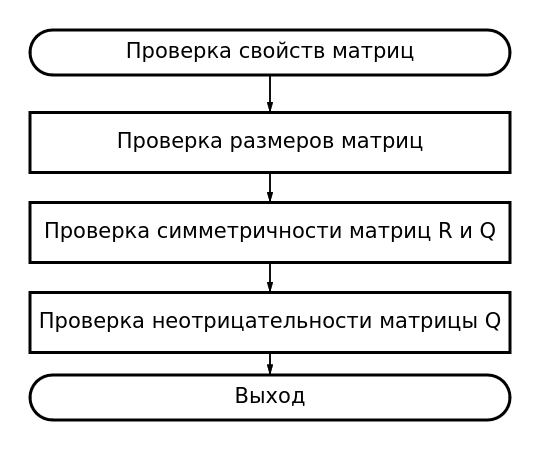 Проверка свойств матриц
Проверка размеров матриц
Проверка симметричности матриц R и Q
Проверка неотрицательности матрицы Q
Выход